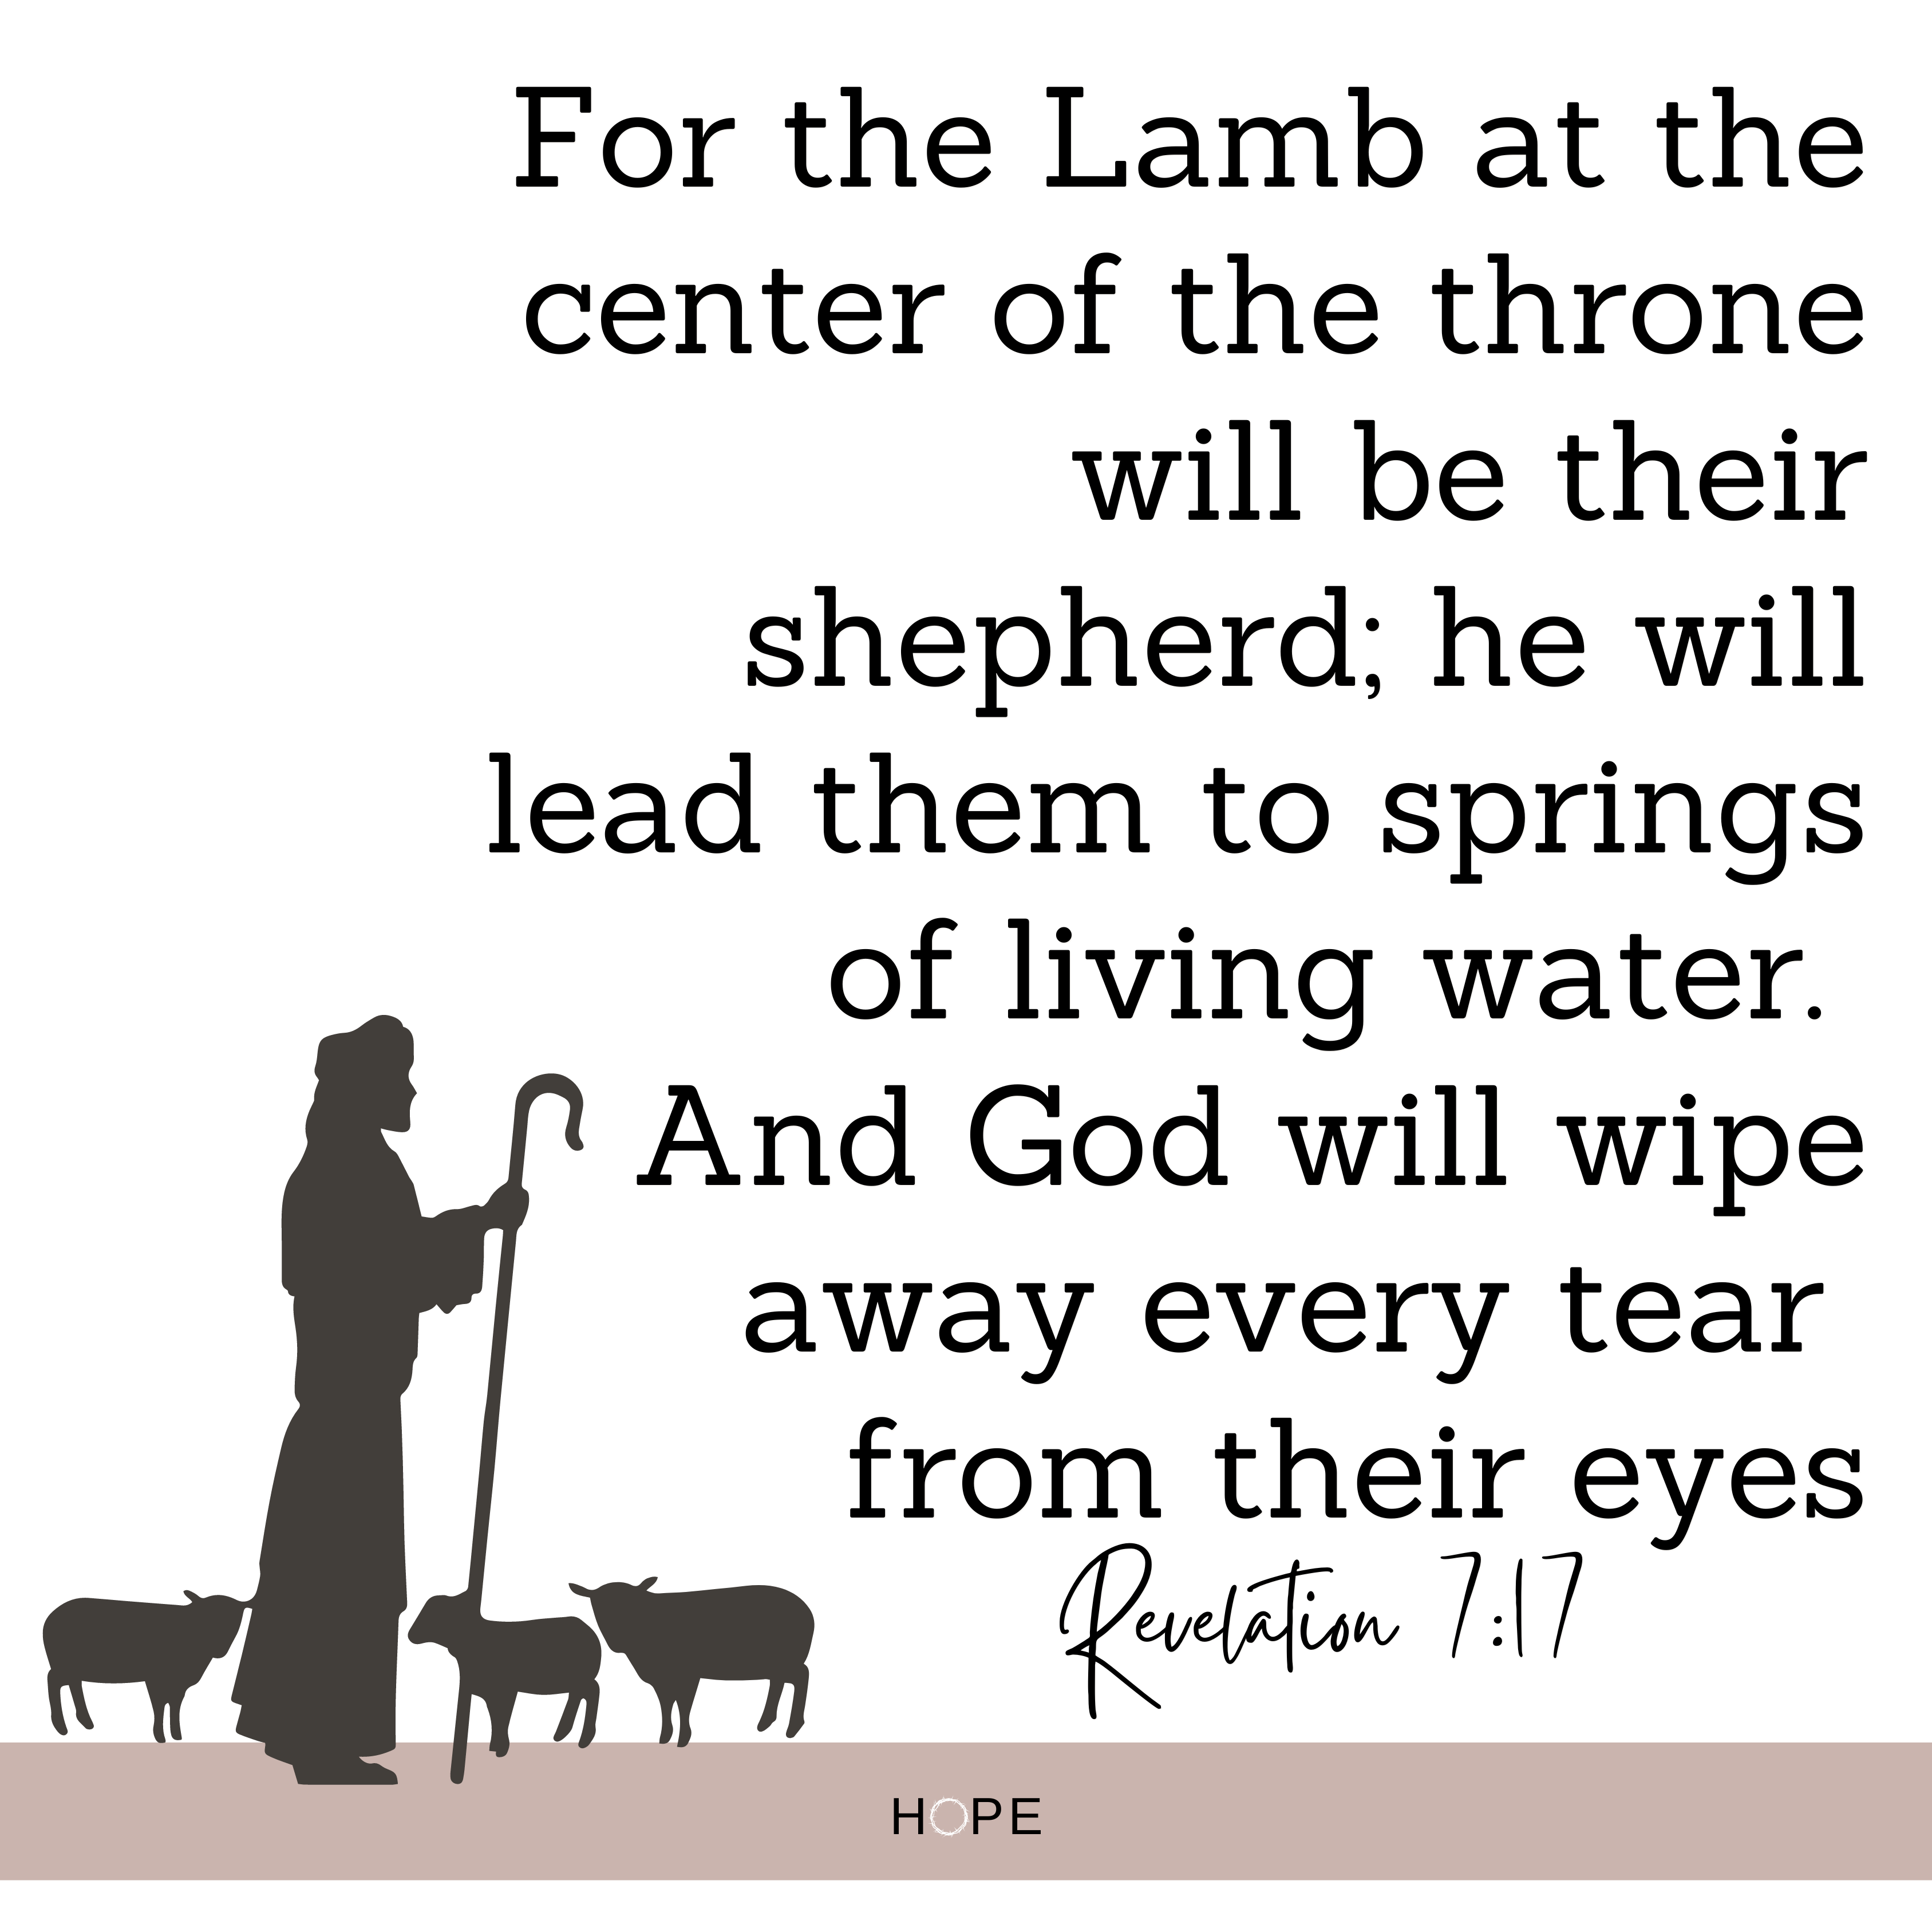 For the Lamb at the
center of the throne
will be their
shepherd; he will
lead them to springs
of living water.
And God will wipe
away every tear
from their eyes
Revelation 7:17
HOPE